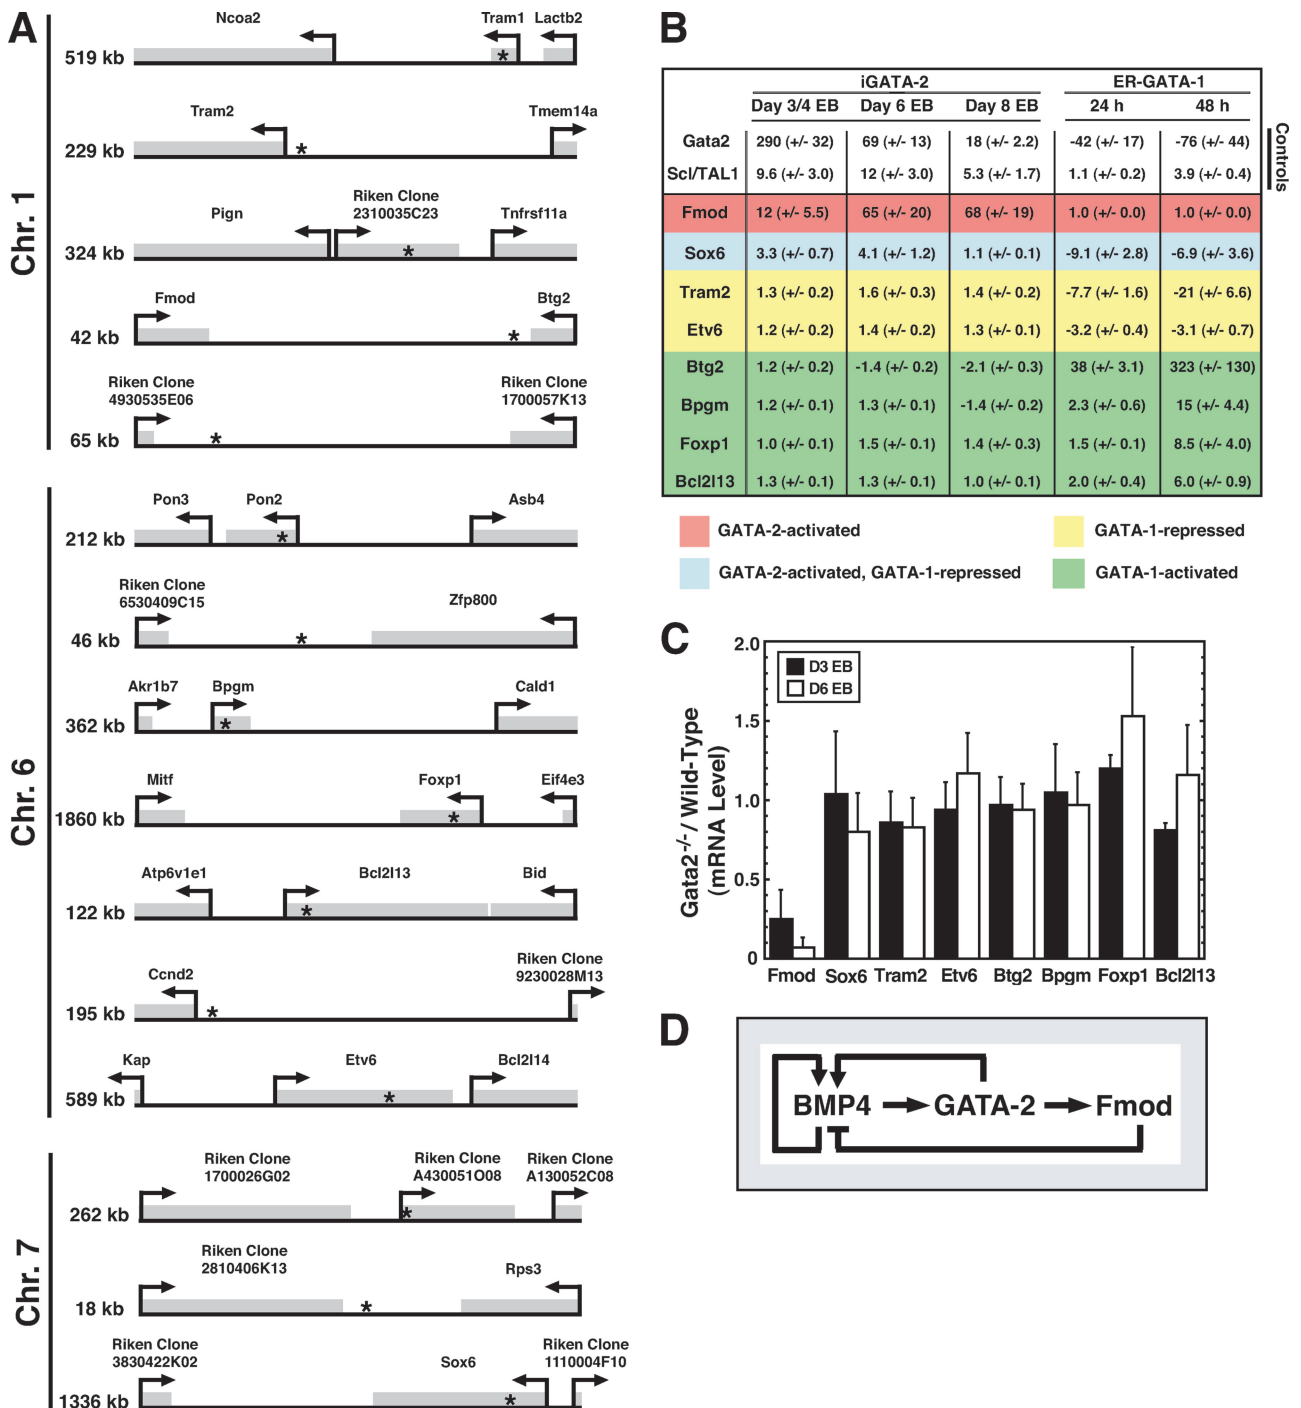 A
Chr. 1
Ncoa2 Tram1 Lactb2
519 kb *
Tram2 Tmem14a
229 kb *
Riken Clone
Pign 2310035C23 Tnfrsf11a
324 kb *
Fmod Btg2
42 kb *
Riken Clone Riken Clone
4930535E06 1700057K13
65 kb *
Chr. 6
Pon3 Pon2 Asb4
212 kb *
Riken Clone
6530409C15 Zfp800
46 kb *
Akr1b7 Bpgm Cald1
362 kb *
Mitf Foxp1 Eif4e3
1860 kb *
Atp6v1e1 Bcl2l13 Bid
122 kb *
Riken Clone
Ccnd2 9230028M13
195 kb *
Kap Etv6 Bcl2l14
589 kb *
Chr. 7
Riken Clone Riken Clone Riken Clone
1700026G02 A430051O08 A130052C08
262 kb *
Riken Clone
2810406K13 Rps3
18 kb *
Riken Clone Riken Clone
3830422K02 Sox6 1110004F10
1336 kb *
B
iGATA-2 ER-GATA-1
Day 3/4 EB Day 6 EB Day 8 EB 24 h 48 h
Gata2 290 (+/- 32) 69 (+/- 13) 18 (+/- 2.2) -42 (+/- 17) -76 (+/- 44)
Scl/TAL1 9.6 (+/- 3.0) 12 (+/- 3.0) 5.3 (+/- 1.7) 1.1 (+/- 0.2) 3.9 (+/- 0.4)
Controls
Fmod 12 (+/- 5.5) 65 (+/- 20) 68 (+/- 19) 1.0 (+/- 0.0) 1.0 (+/- 0.0)
Sox6 3.3 (+/- 0.7) 4.1 (+/- 1.2) 1.1 (+/- 0.1) -9.1 (+/- 2.8) -6.9 (+/- 3.6)
Tram2 1.3 (+/- 0.2) 1.6 (+/- 0.3) 1.4 (+/- 0.2) -7.7 (+/- 1.6) -21 (+/- 6.6)
Etv6 1.2 (+/- 0.2) 1.4 (+/- 0.2) 1.3 (+/- 0.1) -3.2 (+/- 0.4) -3.1 (+/- 0.7)
Btg2 1.2 (+/- 0.2) -1.4 (+/- 0.2) -2.1 (+/- 0.3) 38 (+/- 3.1) 323 (+/- 130)
Bpgm 1.2 (+/- 0.1) 1.3 (+/- 0.1) -1.4 (+/- 0.2) 2.3 (+/- 0.6) 15 (+/- 4.4)
Foxp1 1.0 (+/- 0.1) 1.5 (+/- 0.1) 1.4 (+/- 0.3) 1.5 (+/- 0.1) 8.5 (+/- 4.0)
Bcl2l13 1.3 (+/- 0.1) 1.3 (+/- 0.1) 1.0 (+/- 0.1) 2.0 (+/- 0.4) 6.0 (+/- 0.9)
GATA-2-activated GATA-1-repressed
GATA-2-activated, GATA-1-repressed GATA-1-activated
C
Gata2-/-/ Wild-Type
(mRNA Level)
2.0
1.5
1.0
0.5
0
D3 EB
D6 EB
Fmod Sox6 Tram2 Etv6 Btg2 Bpgm Foxp1 Bcl2l13
D
BMP4 GATA-2 Fmod